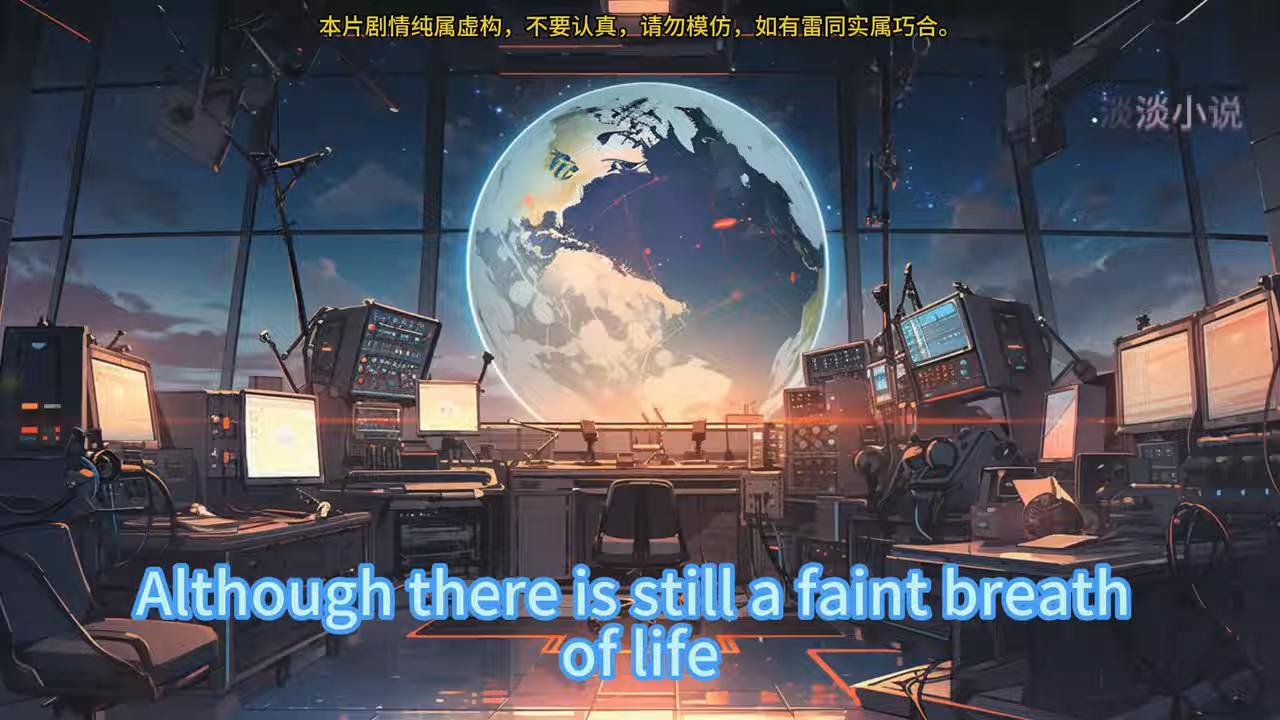 本片剧情纯属虚构，不要认真，请勿模仿，如有雷同实属巧合。
淡淡小说
Although there is still a faint breath
of life